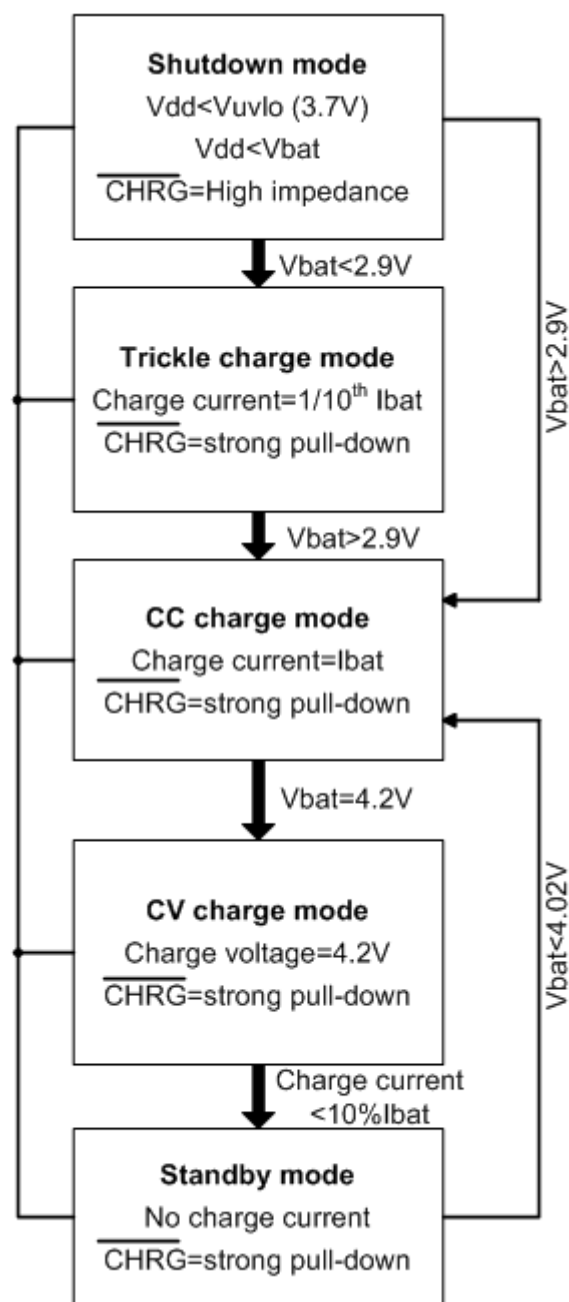 Shutdown mode
Vdd<Vuvlo (3.7V)
Vdd<Vbat
CHRG=High impedance
Vbat<2.9V
Vbat>2.9V
Trickle charge mode
Charge current=1/10th Ibat
CHRG=strong pull-down
Vbat>2.9V
CC charge mode
Charge current=Ibat
CHRG=strong pull-down
Vbat=4.2V
Vbat<4.02V
CV charge mode
Charge voltage=4.2V
CHRG=strong pull-down
Charge current
<10%Ibat
Standby mode
No charge current
CHRG=strong pull-down